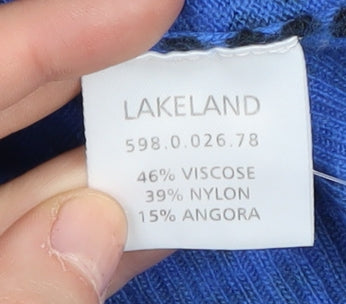 LAKELAND
598.0.026.78
46% VISCOSE
39% NYLON
15% ANGORA